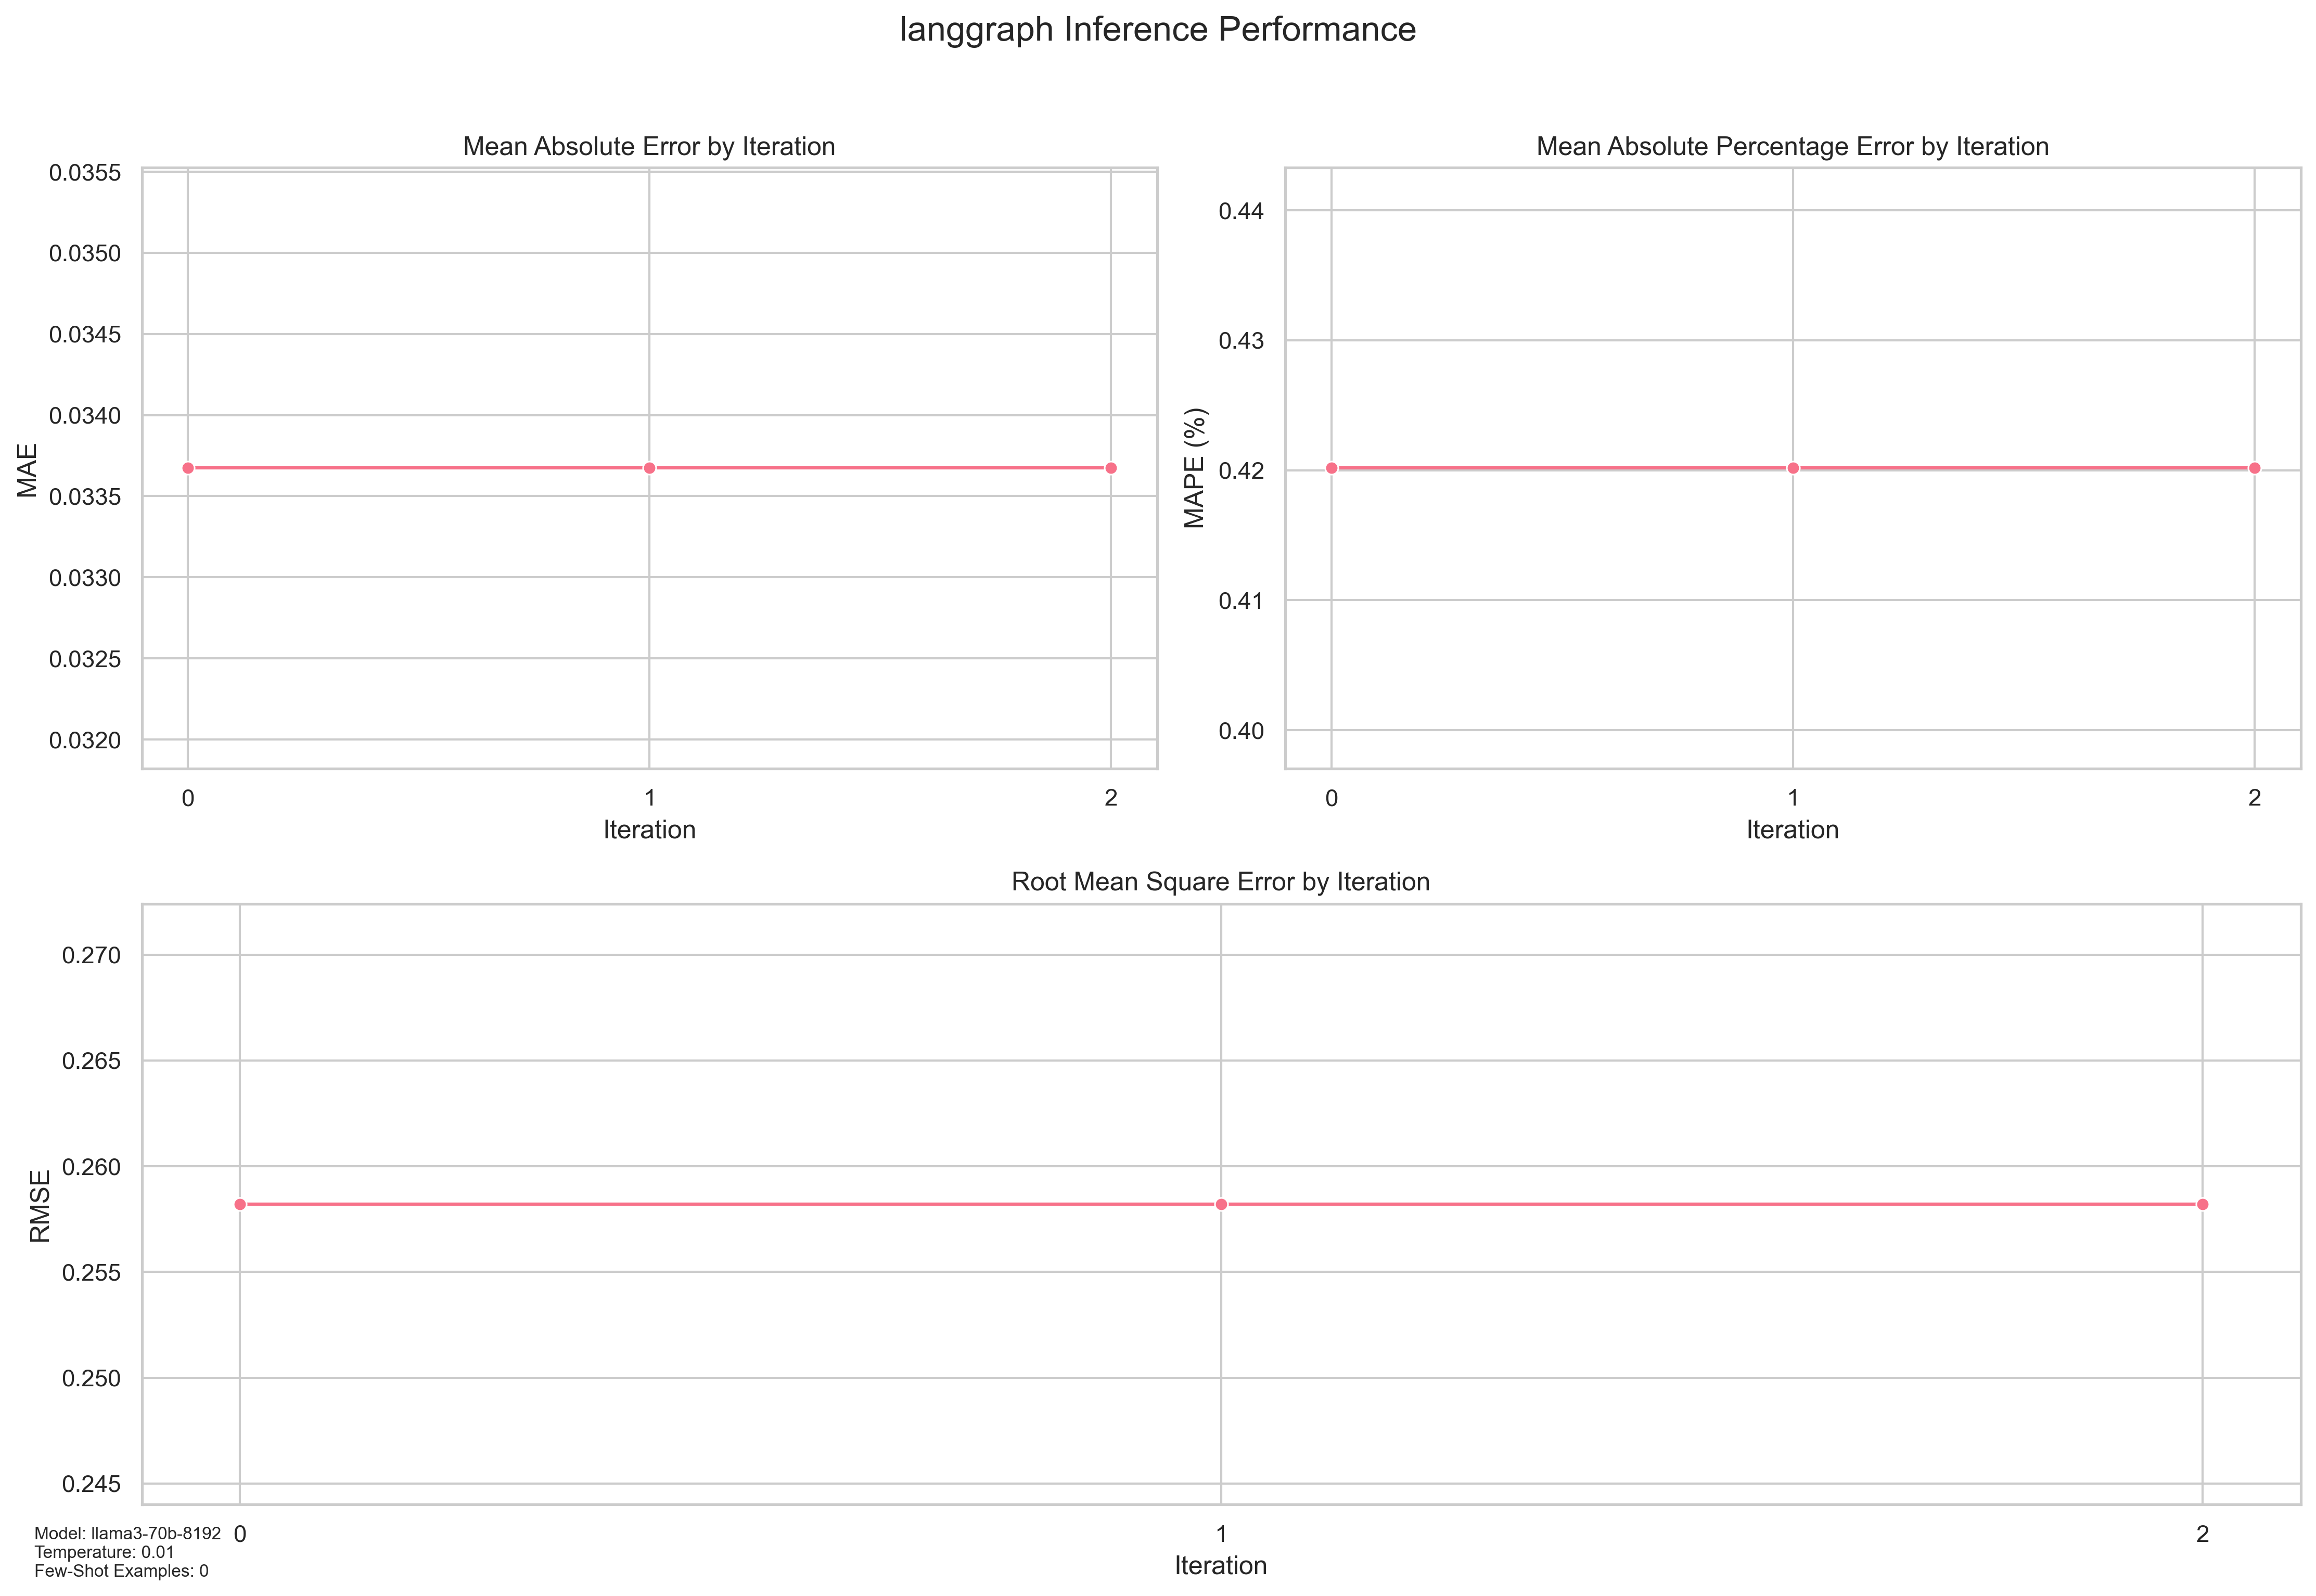 langgraph Inference Performance
Mean Absolute Error by Iteration
0.0355
0.0350
0.0345
0.0340
0.0335
0.0330
0.0325
0.0320
MAE
0 1 2
Iteration
Mean Absolute Percentage Error by Iteration
0.44
0.43
0.42
0.41
0.40
MAPE (%)
0 1 2
Iteration
Root Mean Square Error by Iteration
0.270
0.265
0.260
0.255
0.250
0.245
RMSE
0 1 2
Iteration
Model: llama3-70b-8192
Temperature: 0.01
Few-Shot Examples: 0